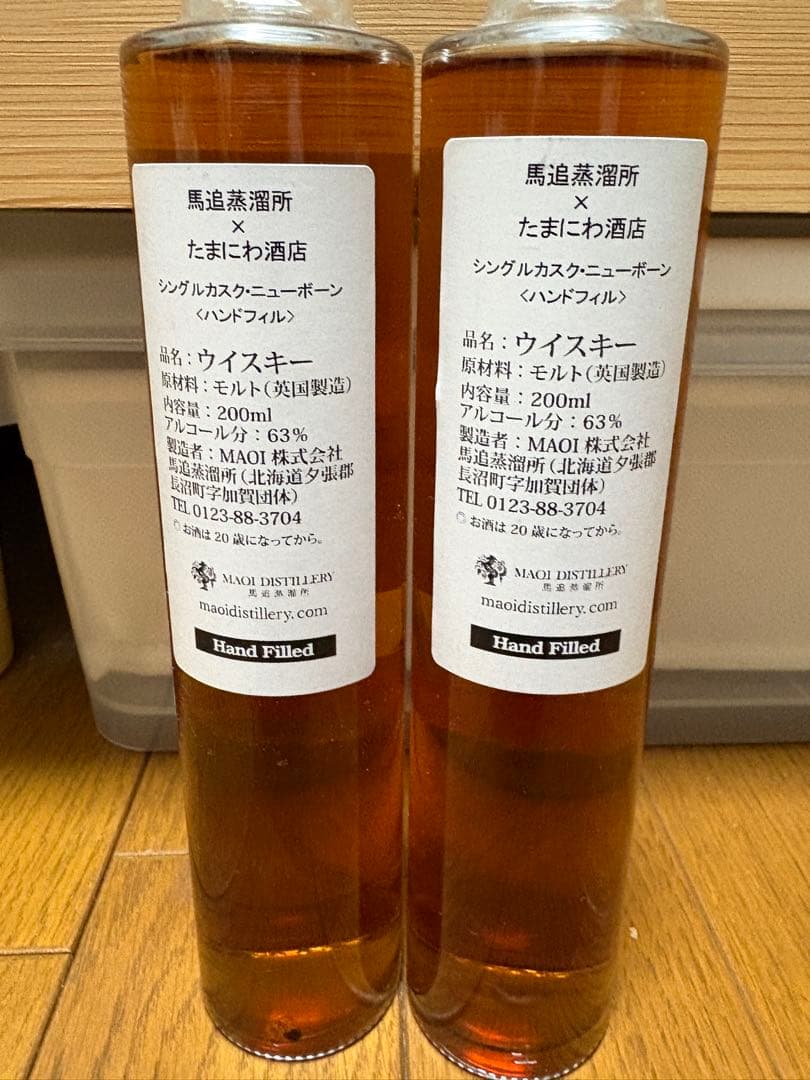 馬追蒸溜所
×
たまにわ酒店
シングルカスク・ニューボーン
〈ハンドフィル〉
品名：ウイスキー
原材料：モルト（英国製造）
内容量：200ml
アルコール分：63%
製造者：MAOI 株式会社
馬追蒸溜所（北海道夕張郡
長沼町字加賀団体）
TEL 0123-88-3704
お酒は20歳になってから。
MAOI DISTILLERY
馬追蒸溜所
maoidistillery.com
Hand Filled
馬追蒸溜所
×
たまにわ酒店
シングルカスク・ニューボーン
〈ハンドフィル〉
品名：ウイスキー
原材料：モルト（英国製造）
内容量：200ml
アルコール分：63%
製造者：MAOI 株式会社
馬追蒸溜所（北海道夕張郡
長沼町字加賀団体）
TEL 0123-88-3704
お酒は20歳になってから。
MAOI DISTILLERY
馬追蒸溜所
maoidistillery.com
Hand Filled